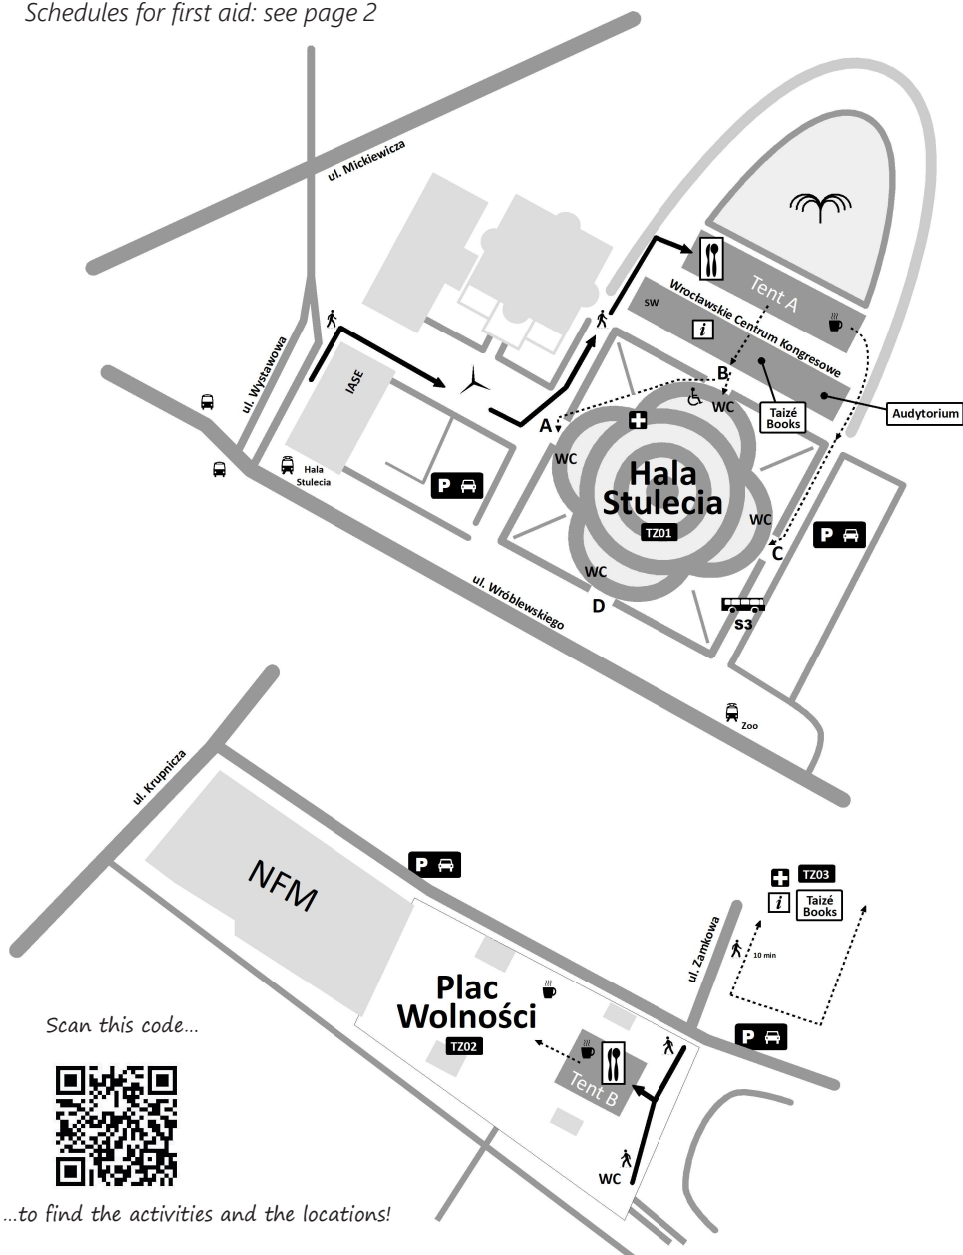 Schedules for first aid: see page 2
ul. Mickiewicza
Tent A
Wrocławskie Centrum Kongresowe
SW
i
ul. Wystawowa
IASE
B
WC
Taizé
Books
Audytorium
A
WC
Hala
Stulecia
P
Hala
Stulecia
TZ01
WC
P
C
WC
D
ul. Wróblewskiego
S3
Zoo
ul. Krupnicza
NFM
P
TZ03
i
Taizé
Books
ul. Zamkowa
10 min
Plac
Wolności
TZ02
P
Tent B
WC
Scan this code...
...to find the activities and the locations!